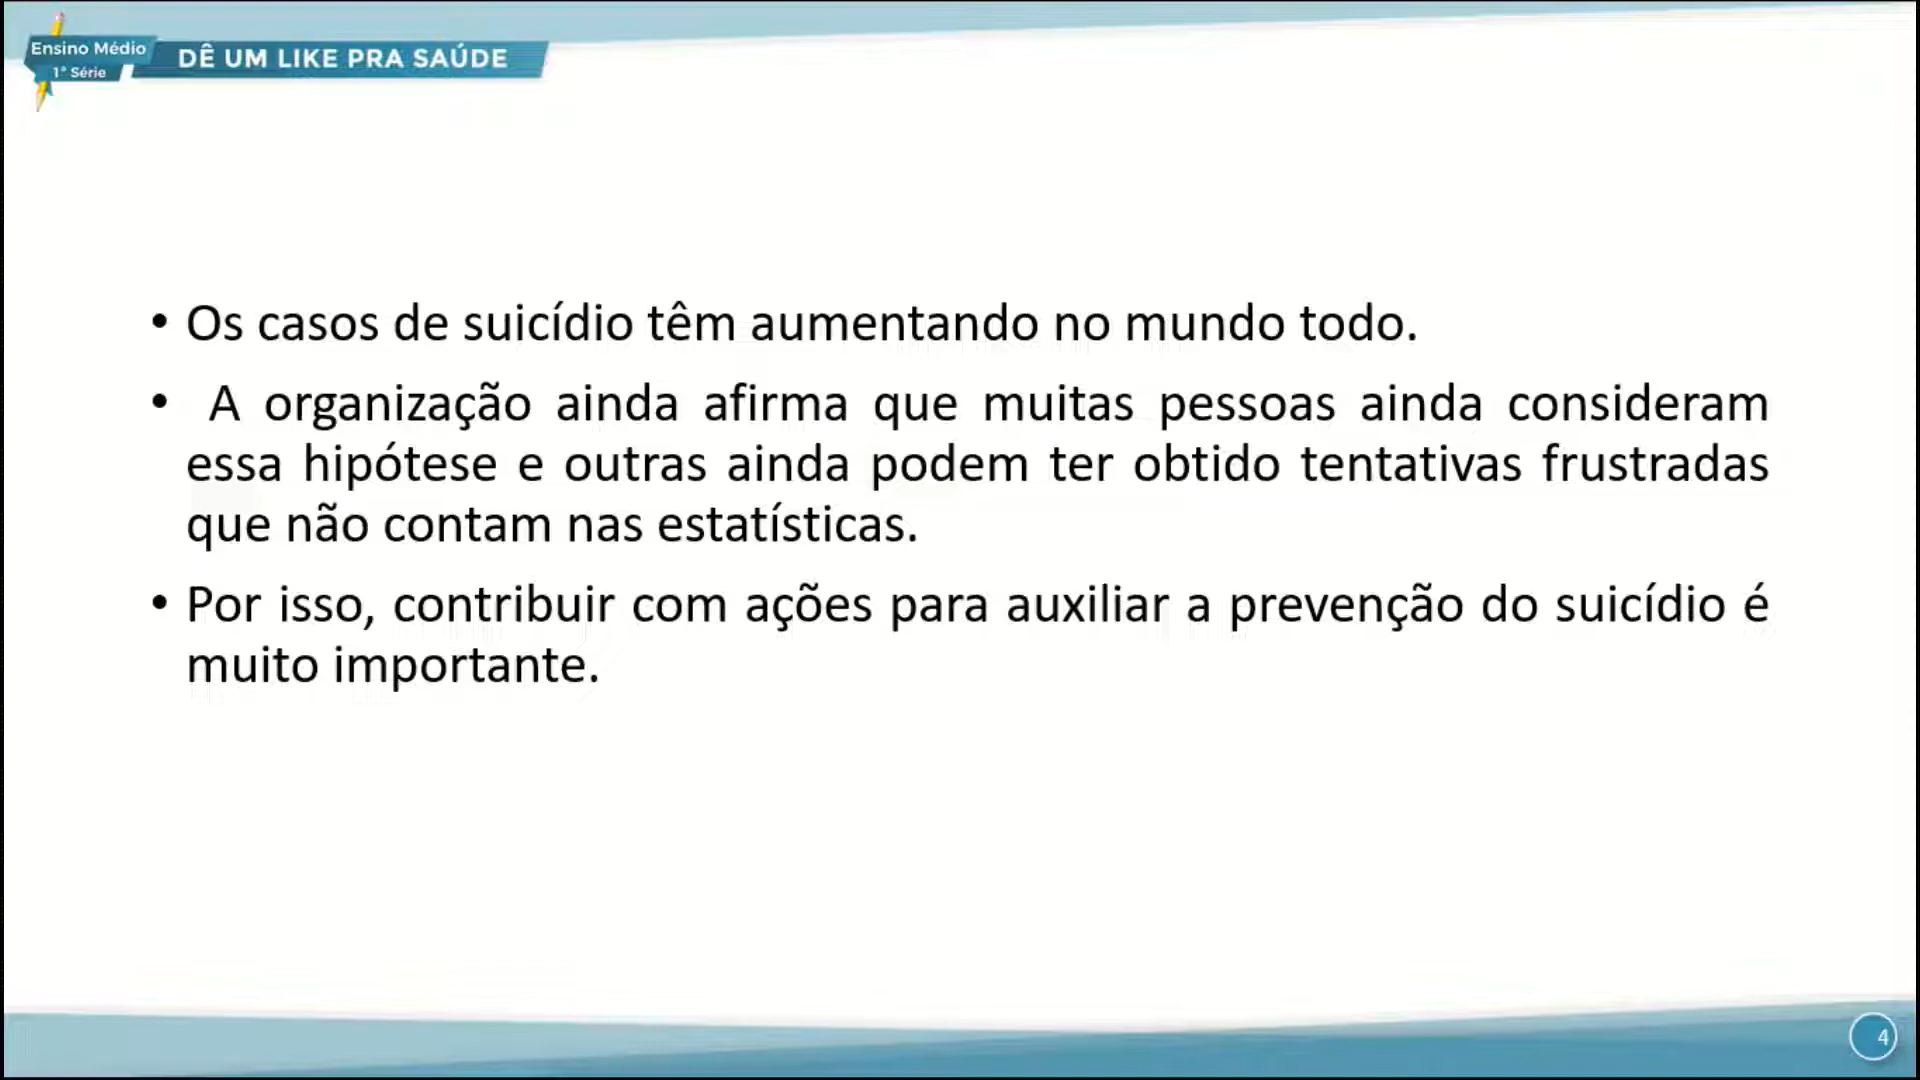 Ensino Médio
1ª Série
DÊ UM LIKE PRA SAÚDE
• Os casos de suicídio têm aumentando no mundo todo.
• A organização ainda afirma que muitas pessoas ainda consideram
essa hipótese e outras ainda podem ter obtido tentativas frustradas
que não contam nas estatísticas.
• Por isso, contribuir com ações para auxiliar a prevenção do suicídio é
muito importante.
4